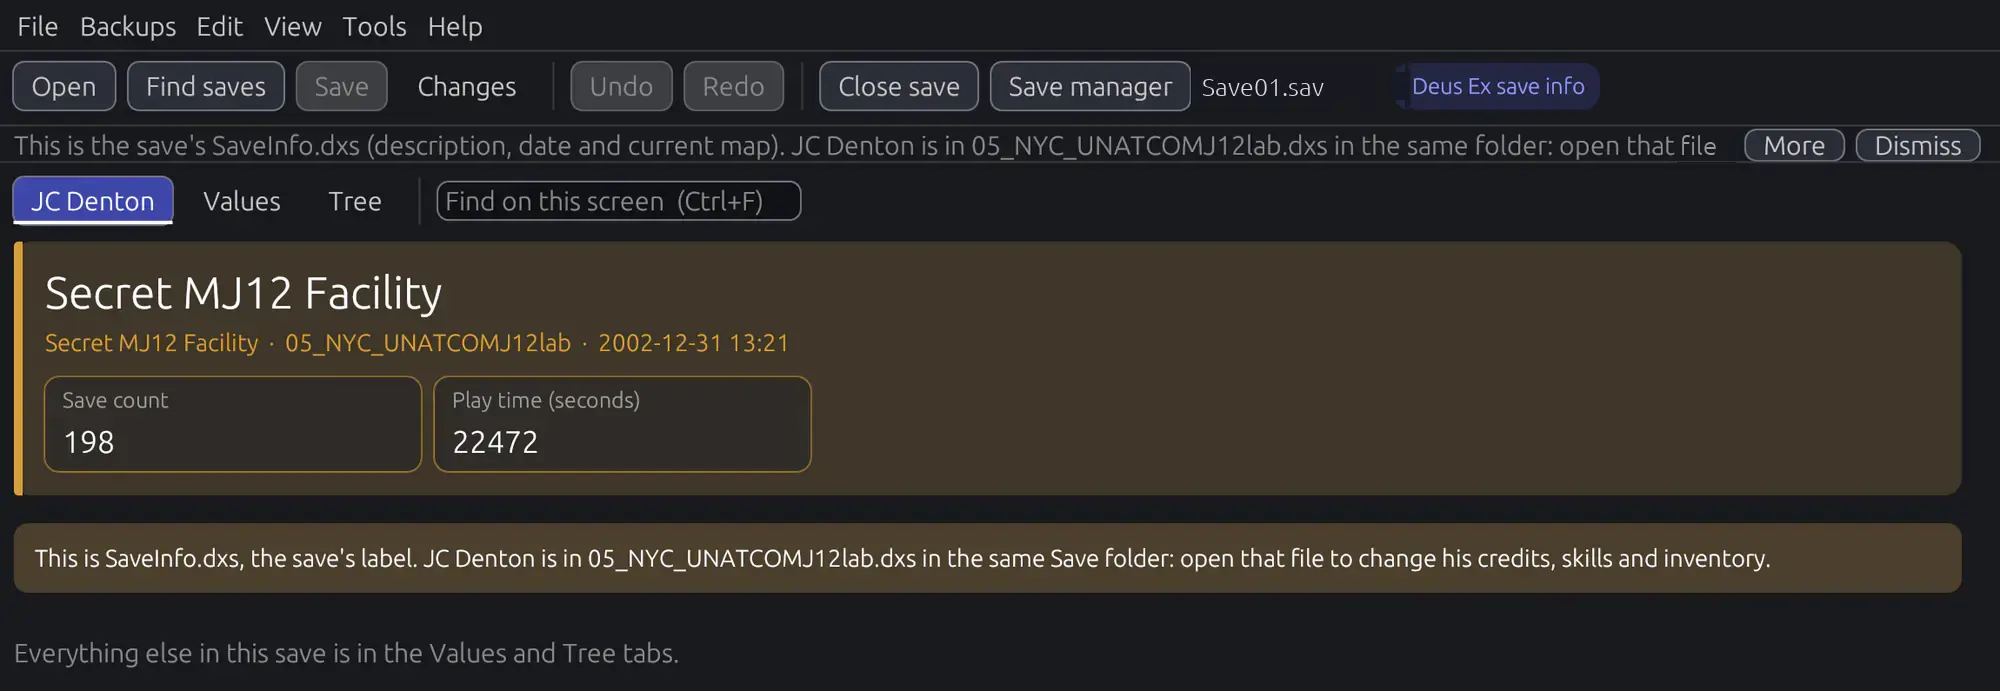 File Backups Edit View Tools Help
Open Find saves Save Changes Undo Redo Close save Save manager Save01.sav Deus Ex save info
This is the save's SaveInfo.dxs (description, date and current map). JC Denton is in 05_NYC_UNATCOMJ12lab.dxs in the same folder: open that file More Dismiss
JC Denton Values Tree Find on this screen (Ctrl+F)
Secret MJ12 Facility
Secret MJ12 Facility · 05_NYC_UNATCOMJ12lab · 2002-12-31 13:21
Save count Play time (seconds)
198 22472
This is SaveInfo.dxs, the save's label. JC Denton is in 05_NYC_UNATCOMJ12lab.dxs in the same Save folder: open that file to change his credits, skills and inventory.
Everything else in this save is in the Values and Tree tabs.